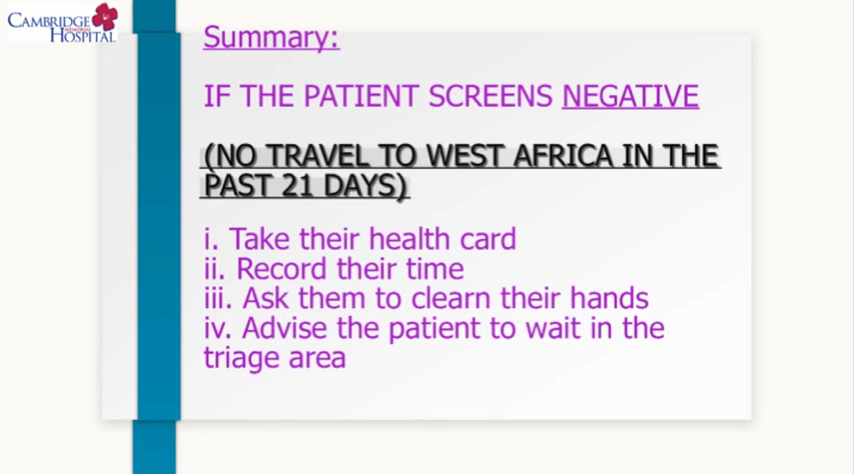 CAMBRIDGE
MEMORIAL
HOSPITAL
Summary:
IF THE PATIENT SCREENS NEGATIVE
(NO TRAVEL TO WEST AFRICA IN THE
PAST 21 DAYS)
i. Take their health card
ii. Record their time
iii. Ask them to clearn their hands
iv. Advise the patient to wait in the
triage area